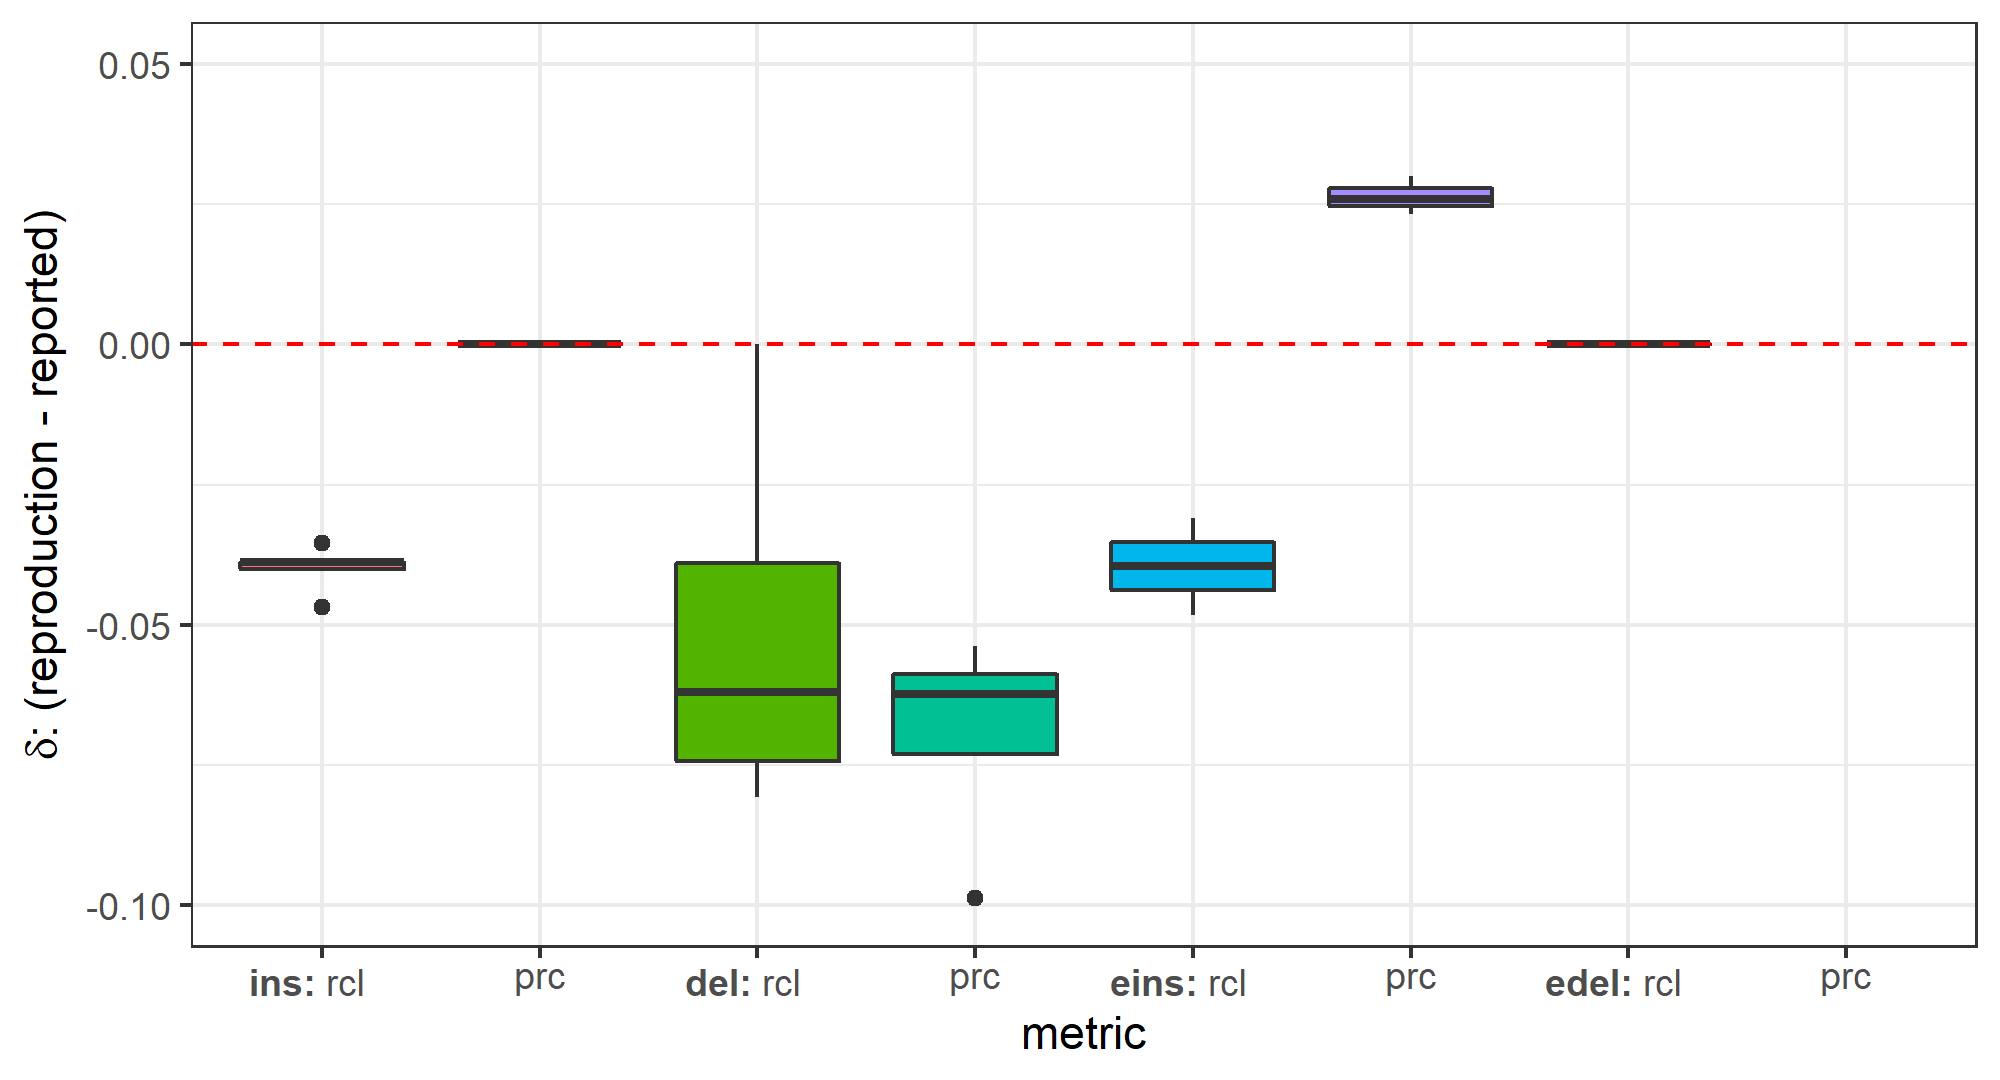 δ: (reproduction - reported)
0.05
0.00
-0.05
-0.10
ins: rcl prc del: rcl prc eins: rcl prc edel: rcl prc
metric